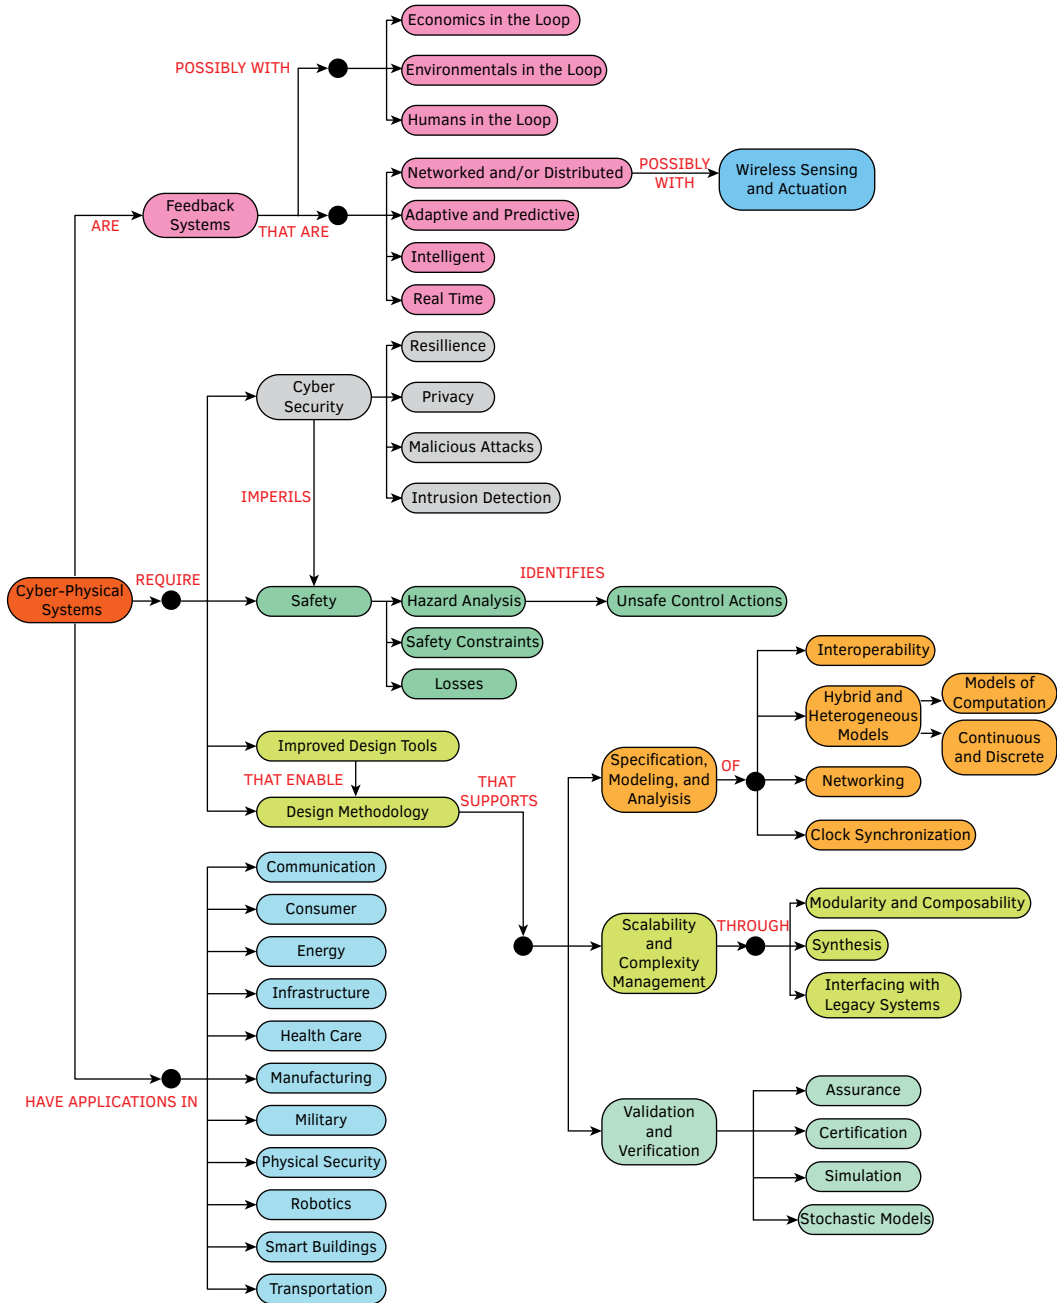 Economics in the Loop
POSSIBLY WITH
Environmentals in the Loop
Humans in the Loop
Networked and/or Distributed
POSSIBLY
WITH
Wireless Sensing
and Actuation
ARE
Feedback
Systems
THAT ARE
Adaptive and Predictive
Intelligent
Real Time
Cyber
Security
Resillience
Privacy
Malicious Attacks
Intrusion Detection
IMPERILS
Cyber-Physical
Systems
REQUIRE
Safety
Hazard Analysis
IDENTIFIES
Unsafe Control Actions
Safety Constraints
Losses
Improved Design Tools
THAT ENABLE
Design Methodology
THAT
SUPPORTS
Specification,
Modeling, and
Analyisis
OF
Interoperability
Hybrid and
Heterogeneous
Models
Models of
Computation
Continuous
and Discrete
Networking
Clock Synchronization
Scalability
and
Complexity
Management
THROUGH
Modularity and Composability
Synthesis
Interfacing with
Legacy Systems
Validation
and
Verification
Assurance
Certification
Simulation
Stochastic Models
HAVE APPLICATIONS IN
Communication
Consumer
Energy
Infrastructure
Health Care
Manufacturing
Military
Physical Security
Robotics
Smart Buildings
Transportation